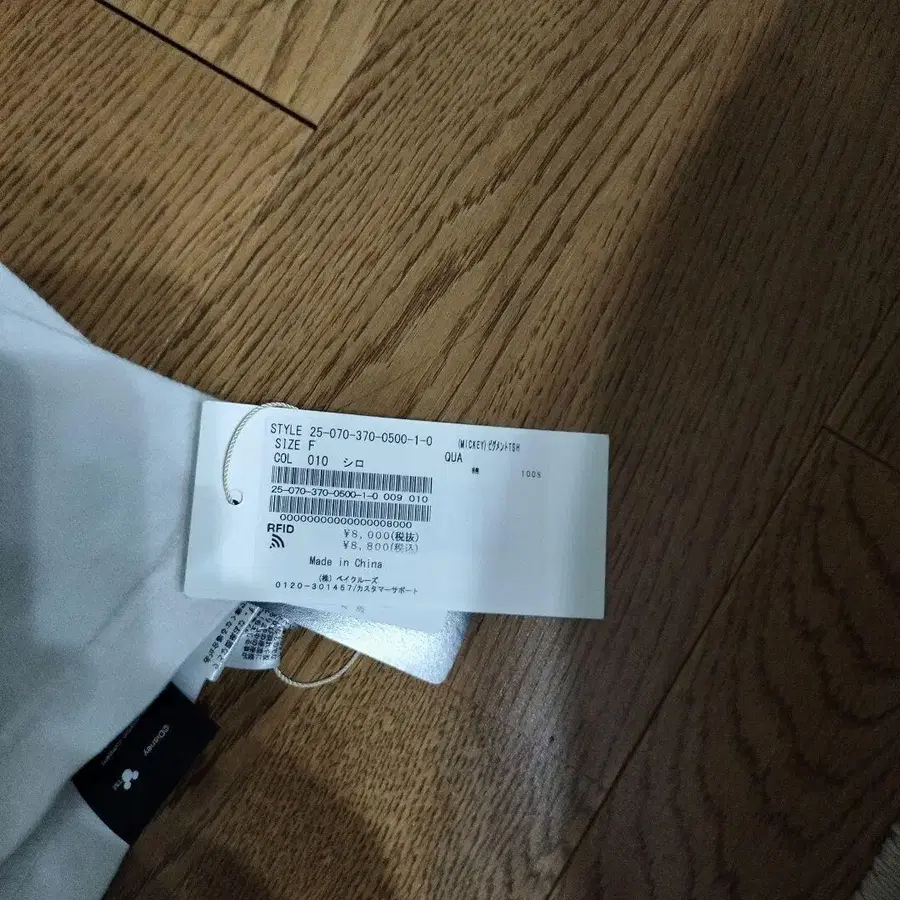 STYLE 25-070-370-0500-1-0
(MICKEY)ピグメントTSH
SIZE F
QUA
COL 010 シロ
綿 100%
25-070-370-0500-1-0 009 010
00000000000000008000
RFID
¥8,000(税抜)
¥8,800(税込)
Made in China
(株)ベイクルーズ
0120-301457/カスタマーサポート
©Disney
TM